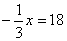 −1/3x = 18